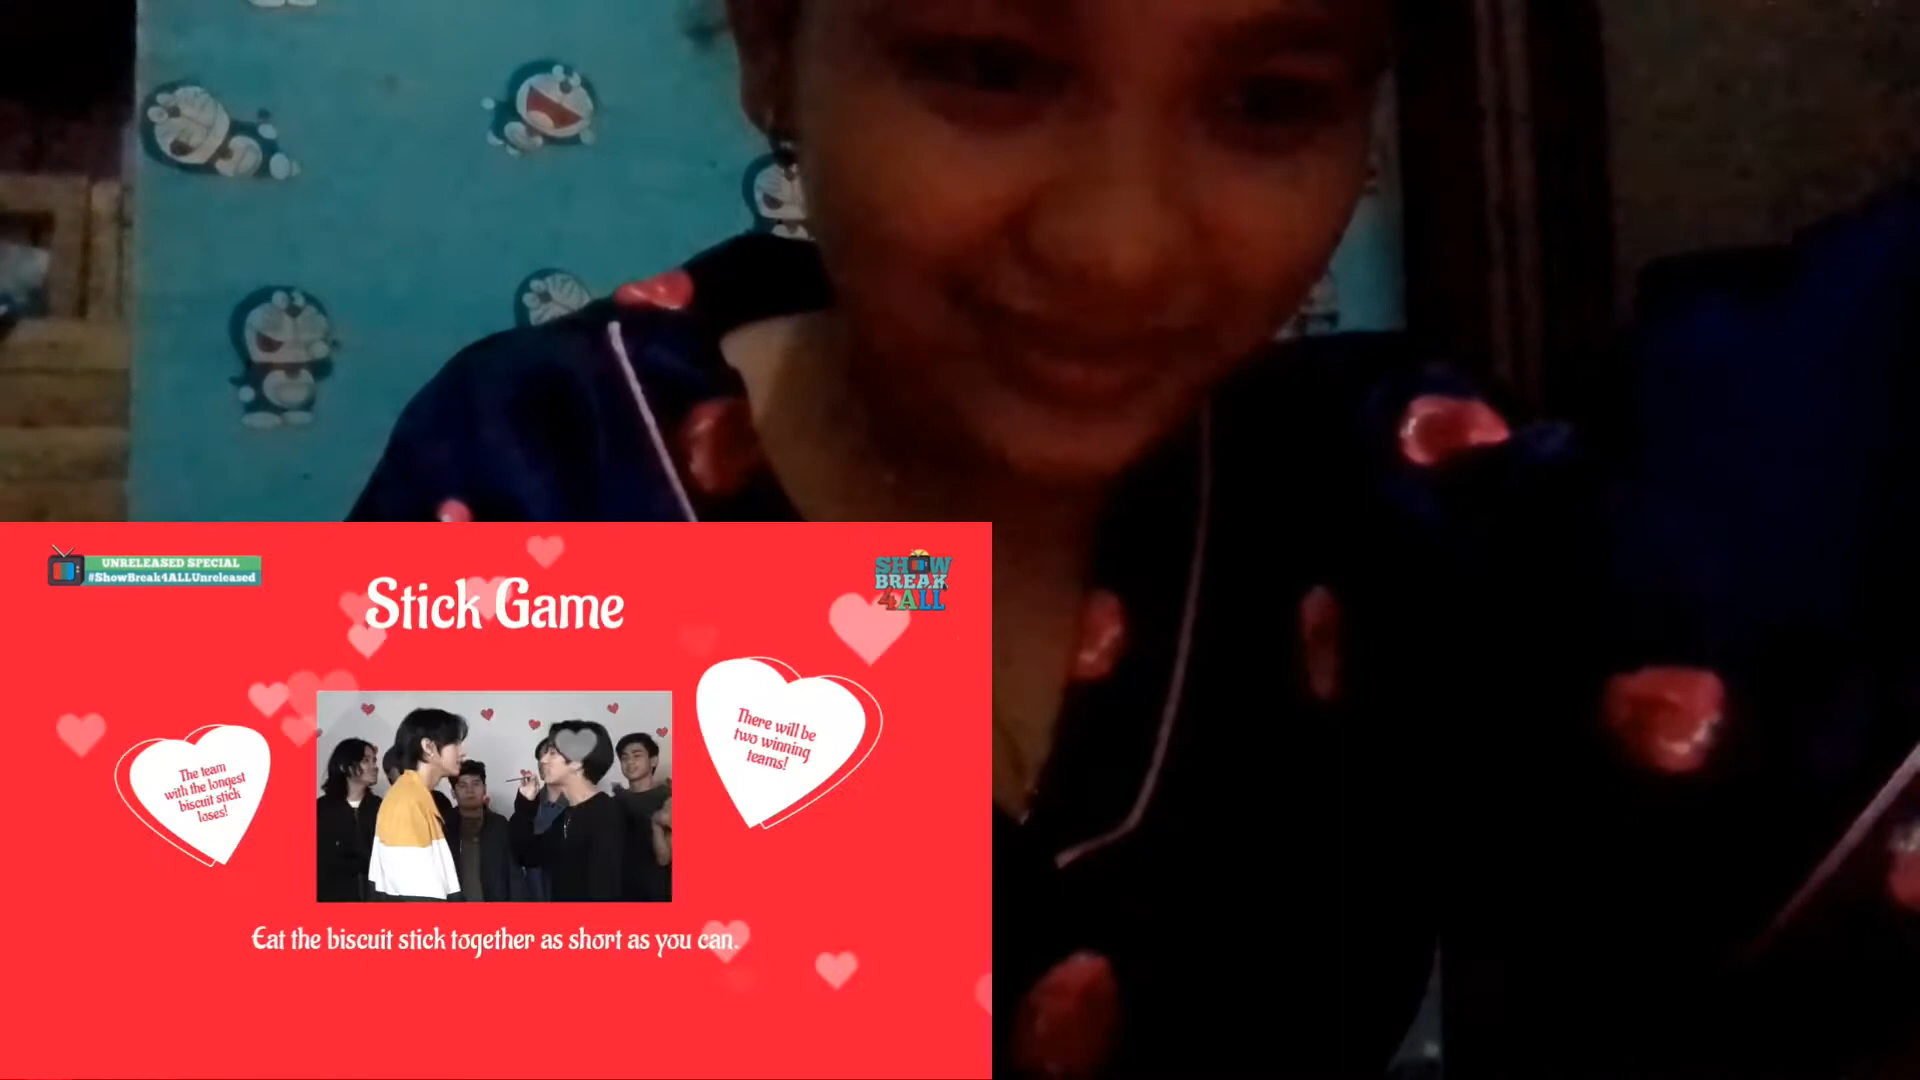 UNRELEASED SPECIAL
#ShowBreak4ALLUnreleased
SHOW
BREAK
4ALL
Stick Game
There will be
two winning
teams!
The team
with the longest
biscuit stick
loses!
Eat the biscuit stick together as short as you can.